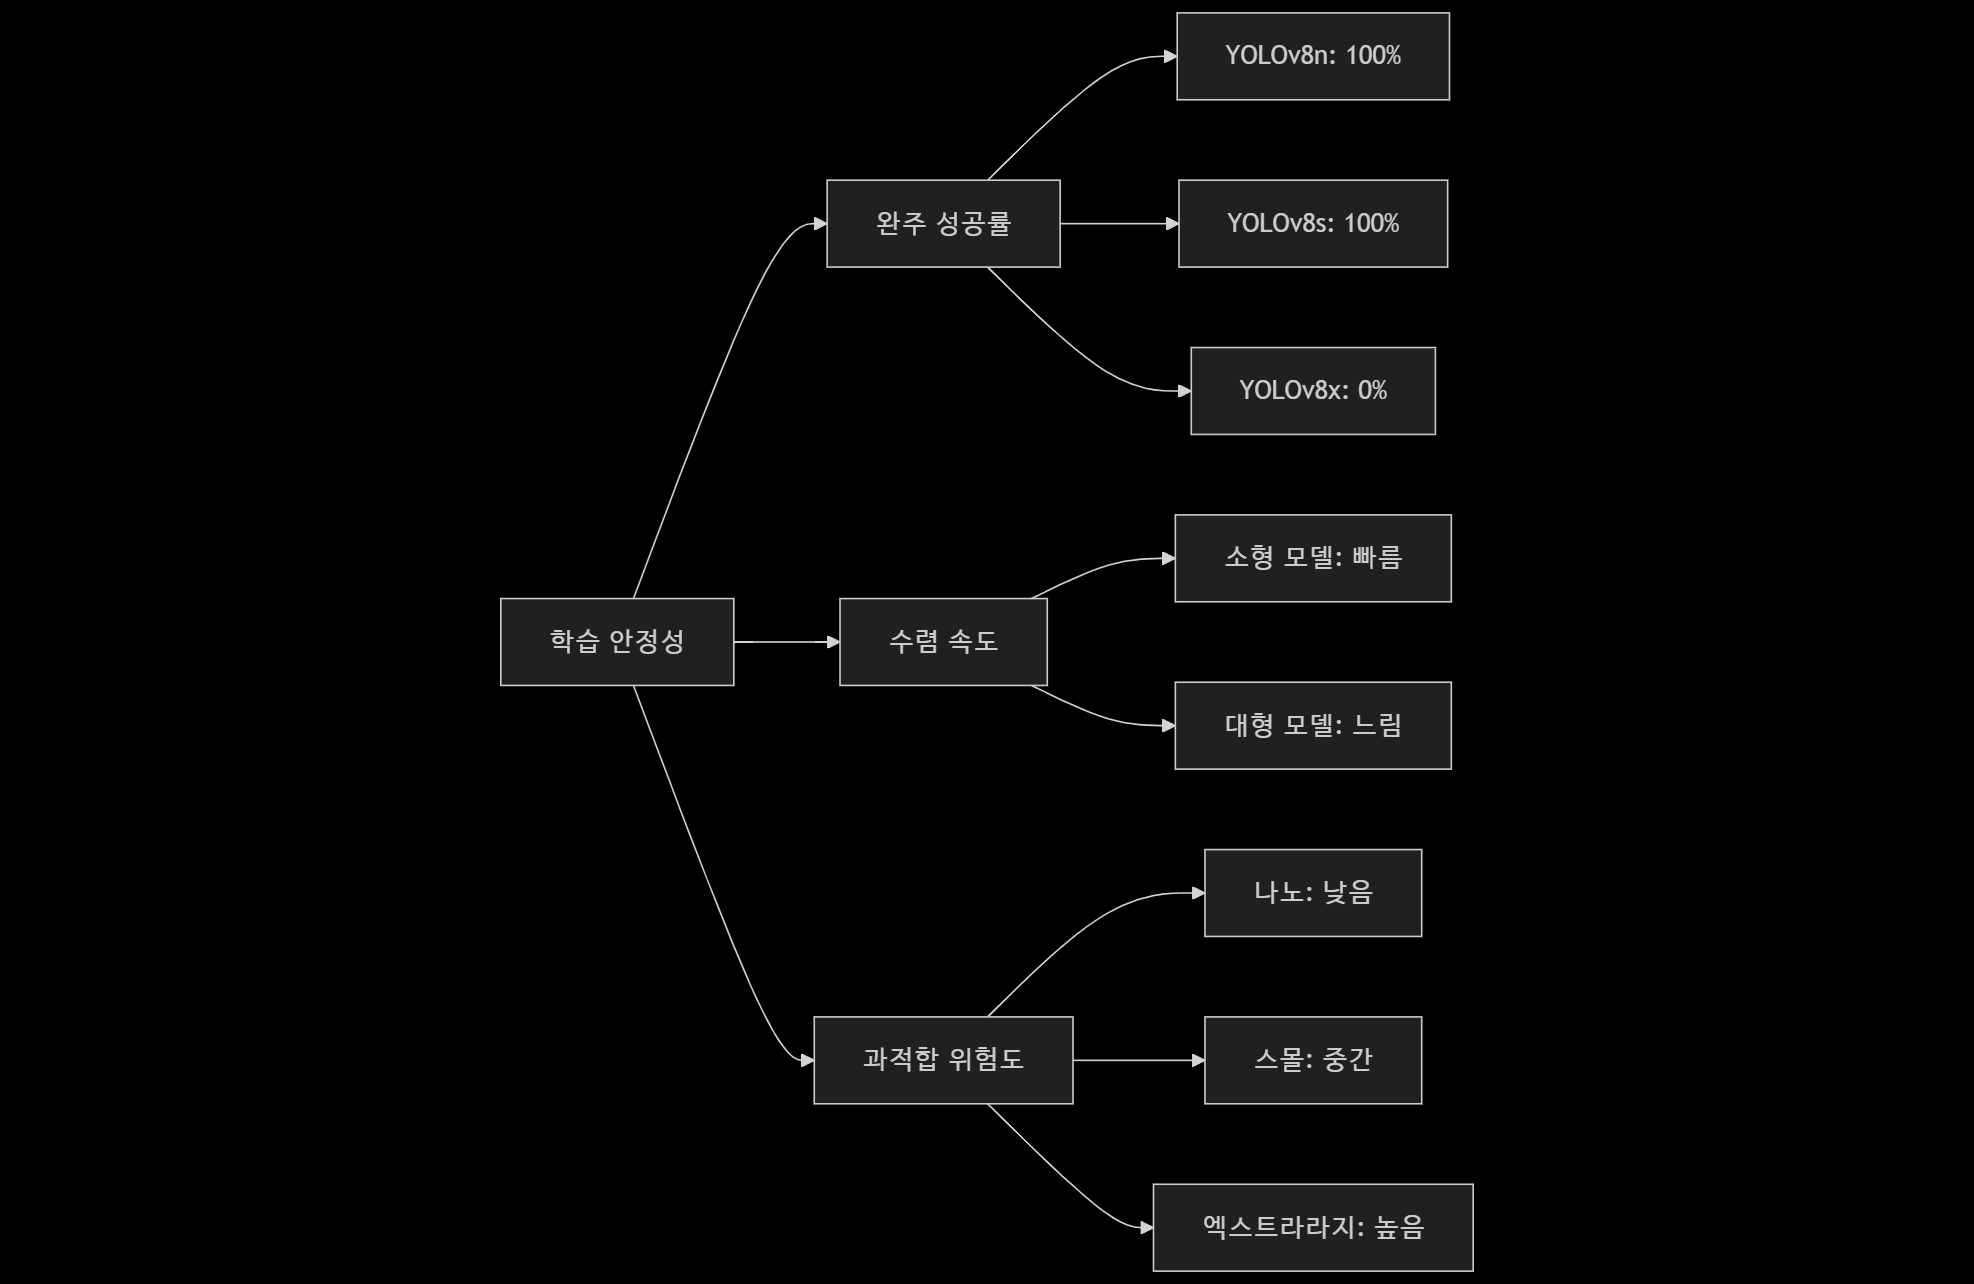 학습 안정성
완주 성공률
YOLOv8n: 100%
YOLOv8s: 100%
YOLOv8x: 0%
수렴 속도
소형 모델: 빠름
대형 모델: 느림
과적합 위험도
나노: 낮음
스몰: 중간
엑스트라라지: 높음